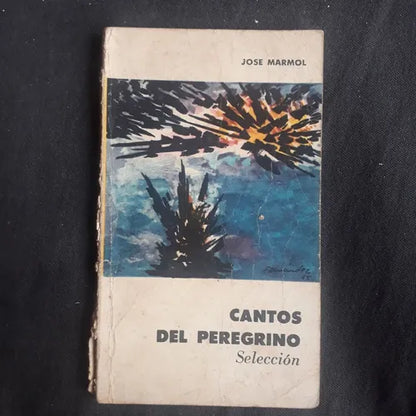 JOSE MARMOL
CANTOS
DEL PEREGRINO
Selección